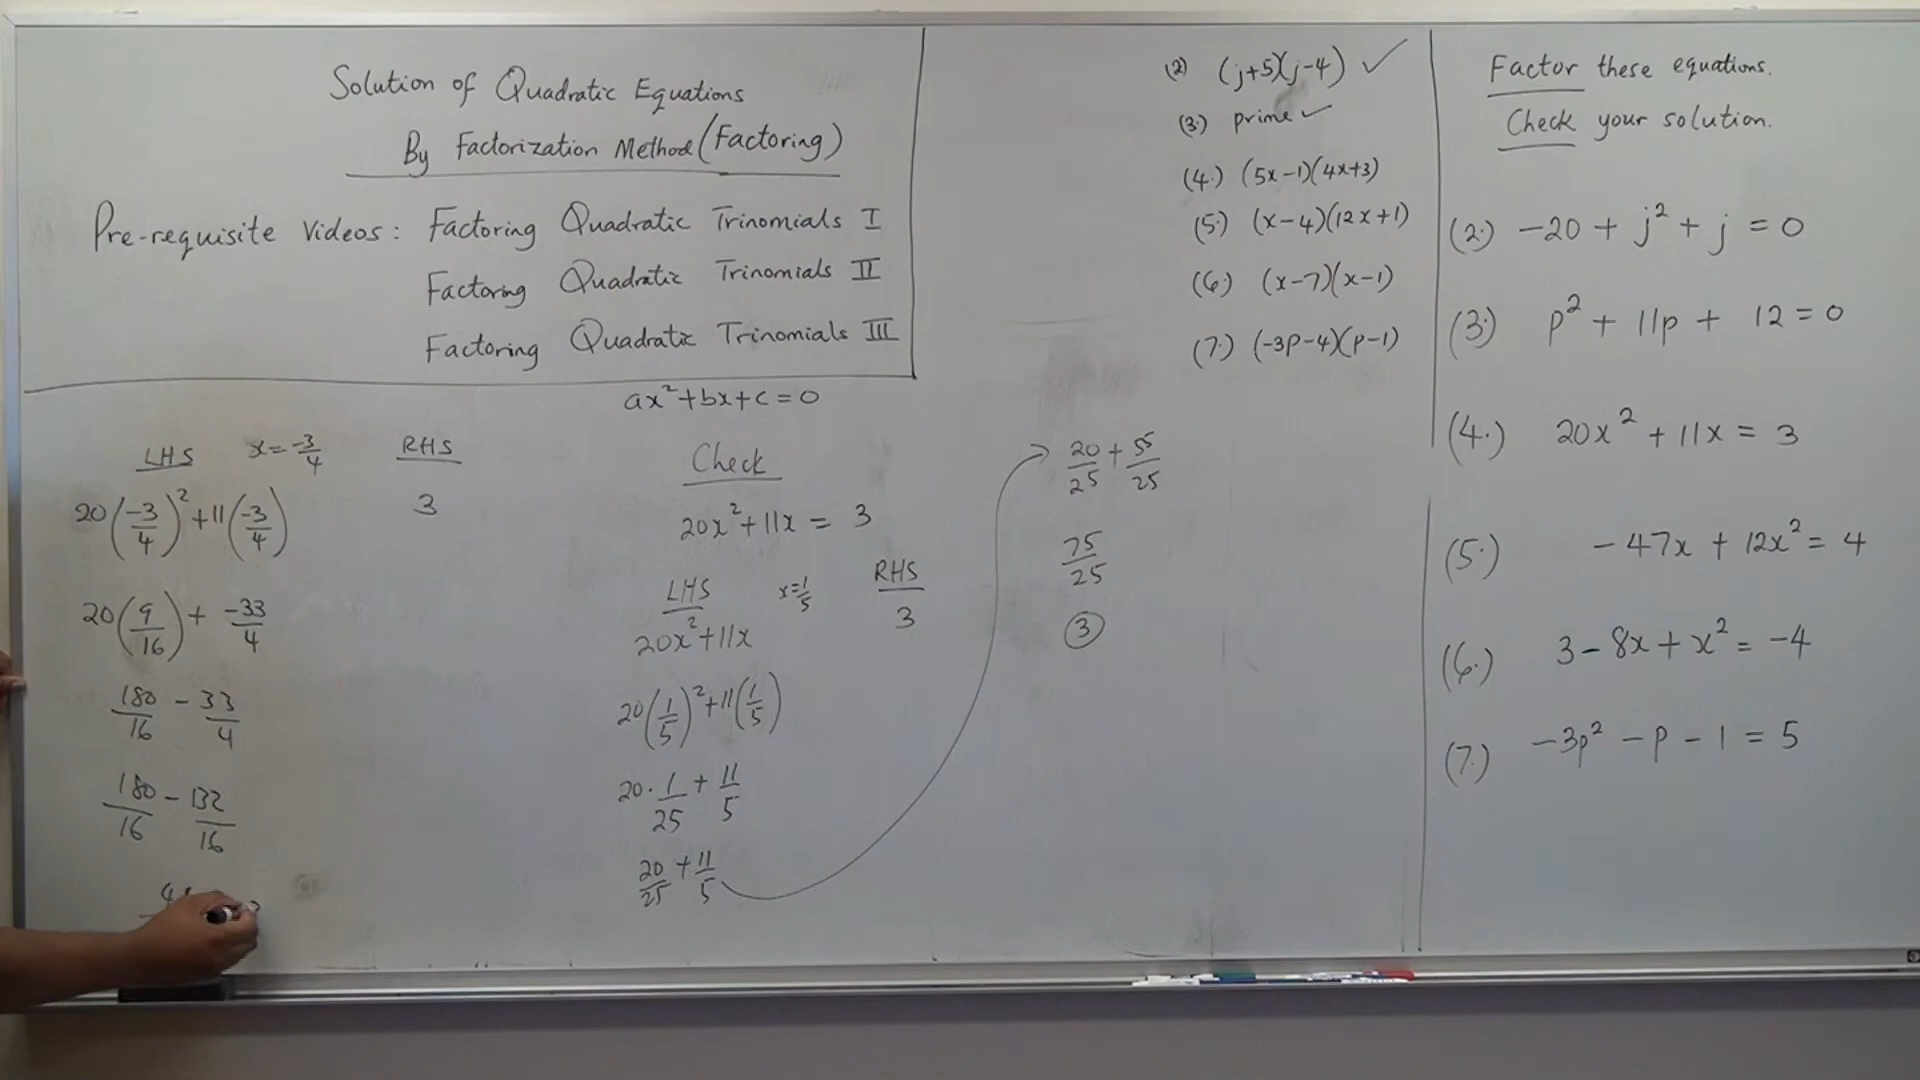 Solution of Quadratic Equations
By Factorization Method (Factoring)
Pre-requisite Videos: Factoring Quadratic Trinomials I
Factoring Quadratic Trinomials II
Factoring Quadratic Trinomials III
ax²+bx+c=0
LHS x=-3/4 RHS
20(-3/4)²+11(-3/4) 3
20(9/16)+ -33/4
180/16 - 33/4
180/16 - 132/16
Check
20x²+11x = 3
LHS x=1/5 RHS
20x²+11x 3
20(1/5)²+11(1/5)
20·1/25 + 11/5
20/25 + 11/5
20/25 + 55/25
75/25
3
(2) (j+5)(j-4) ✓
(3.) prime ✓
(4.) (5x-1)(4x+3)
(5.) (x-4)(12x+1)
(6.) (x-7)(x-1)
(7.) (-3p-4)(p-1)
Factor these equations.
Check your solution.
(2.) -20 + j² + j = 0
(3.) p² + 11p + 12 = 0
(4.) 20x² + 11x = 3
(5.) -47x + 12x² = 4
(6.) 3 - 8x + x² = -4
(7.) -3p² - p - 1 = 5